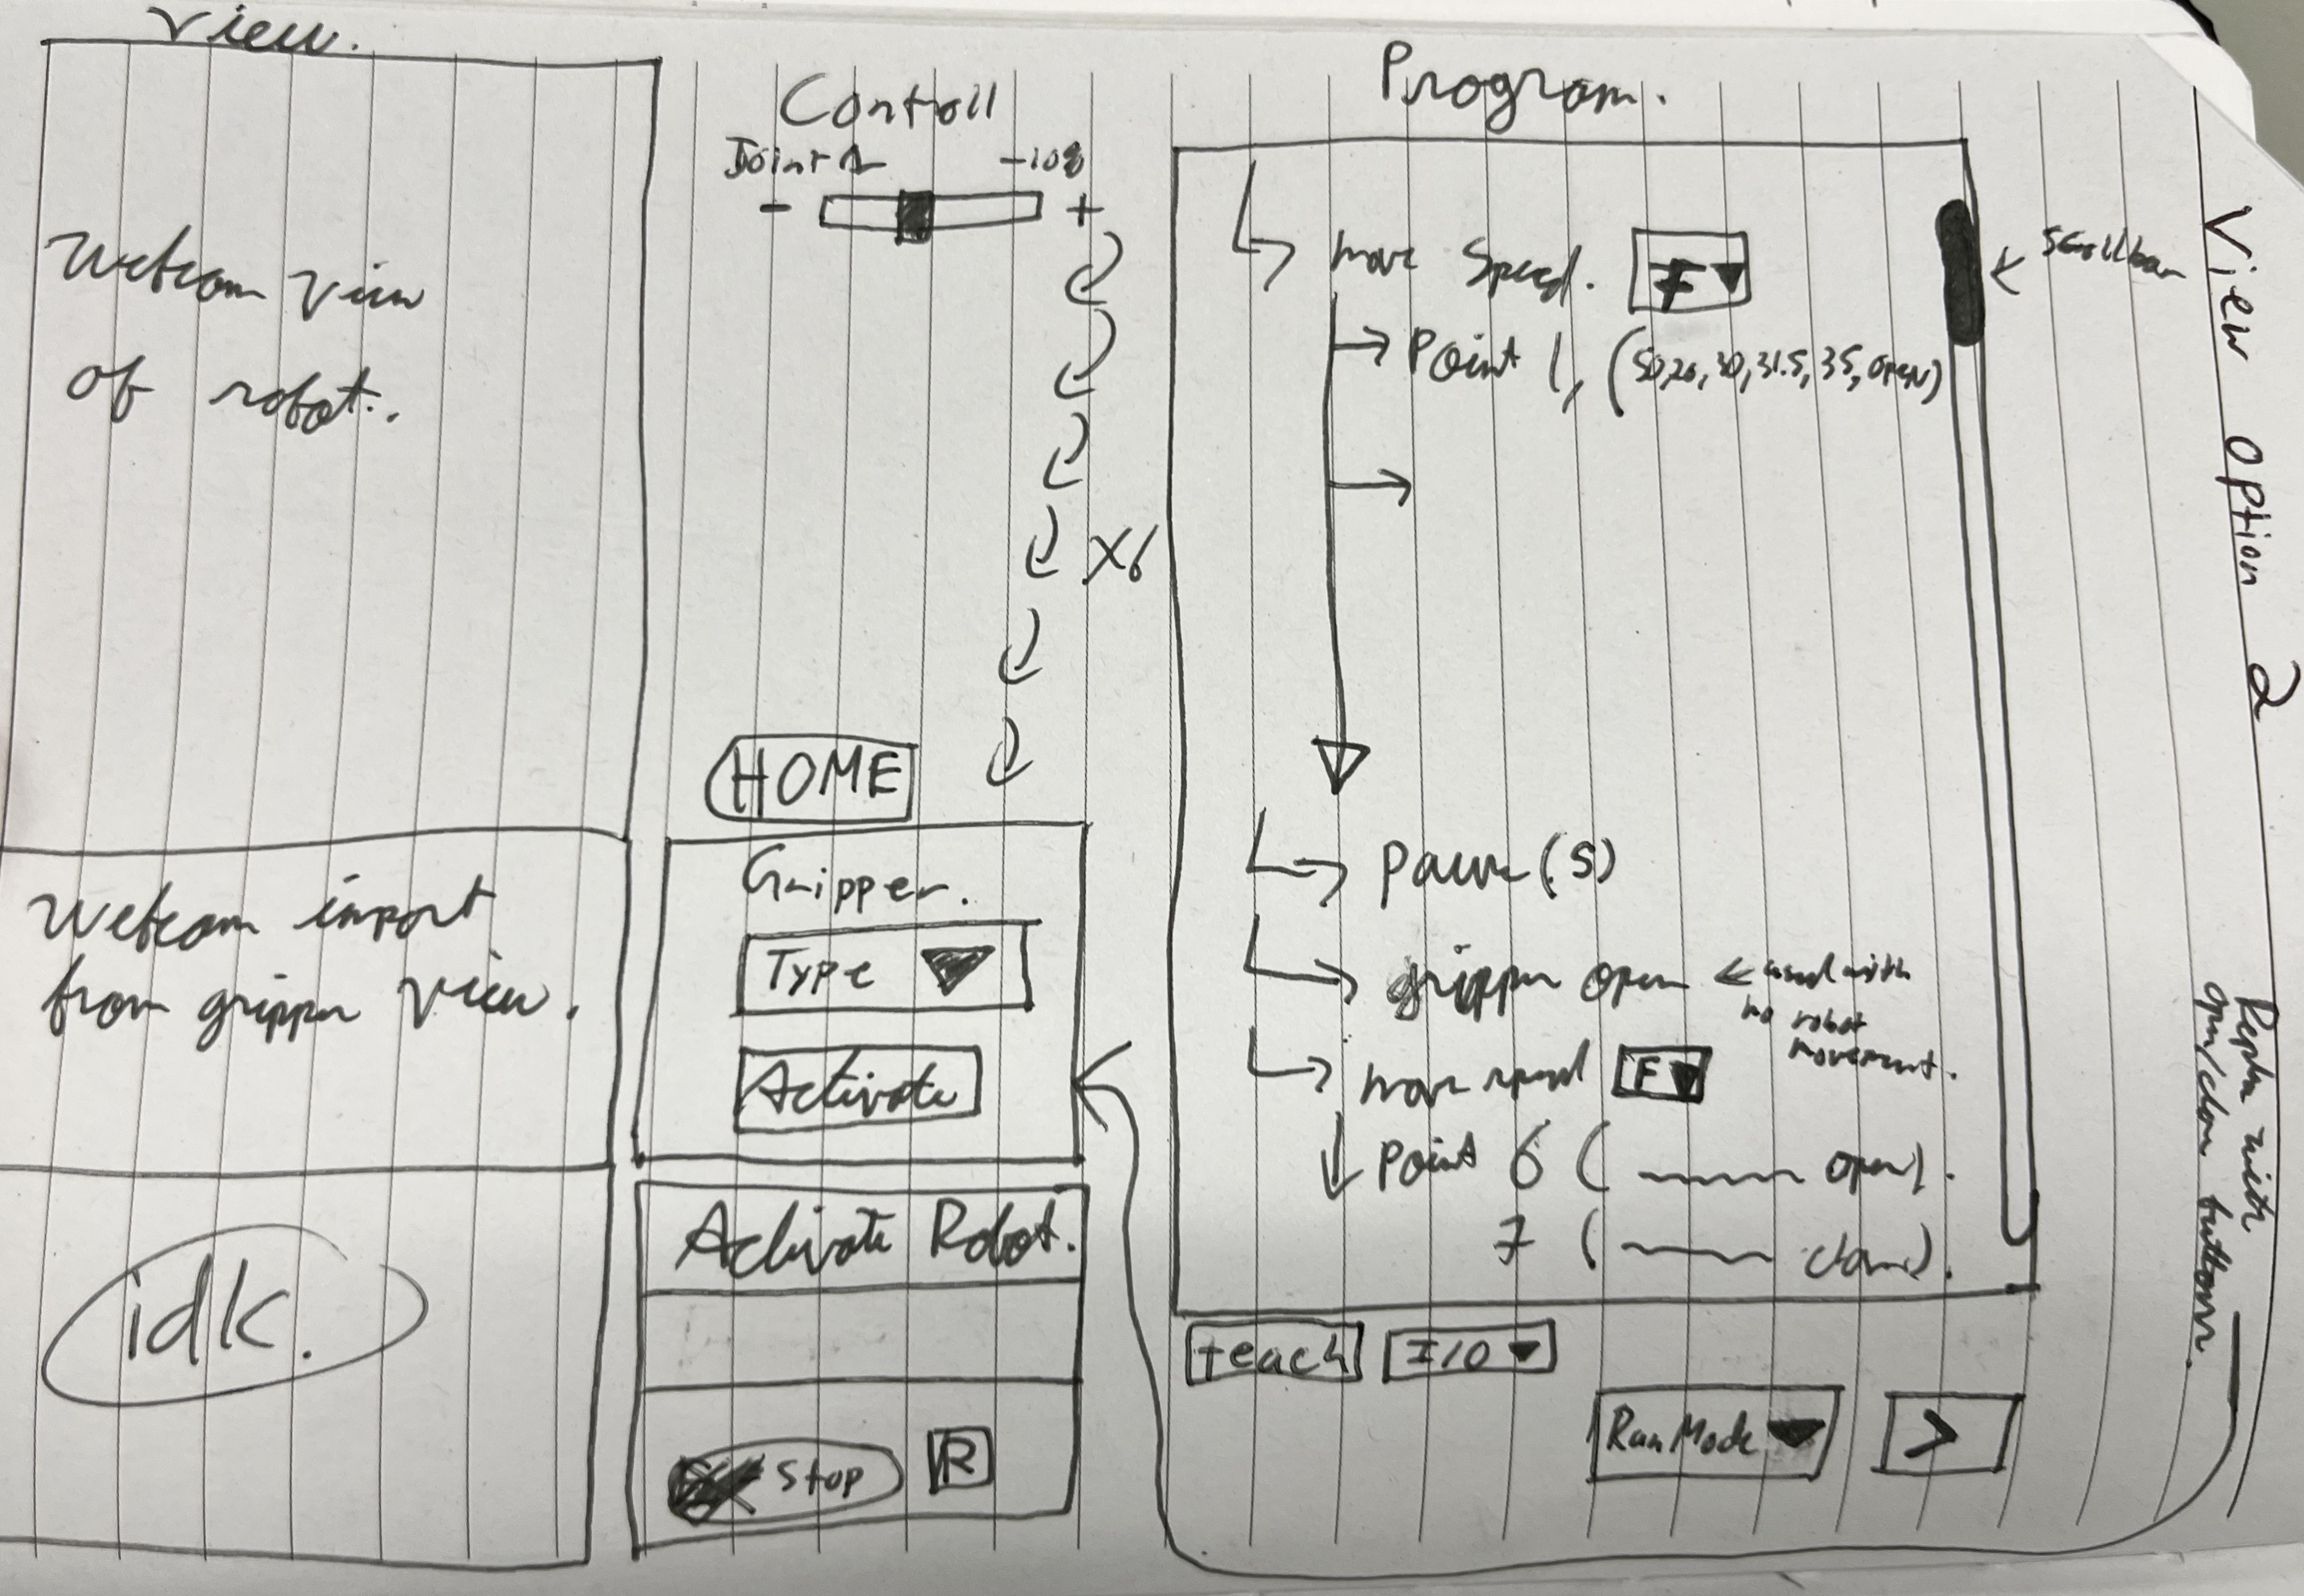 View.
Webcam view
of robot..
Webcam import
from gripper view.
idk.
Controll
Joint 1
- +
X6
HOME
Gripper.
Type
Activate
Activate Robot.
Stop R
Program.
move Speed. F
Point 1, (50,20,30,31.5,35,open)
scrollbar
Pause (s)
gripper open ← used with
no robot
movement.
move speed F
Point 6 ( open).
7 ( close).
teach I/O
Run Mode >
View option 2
Replace with
open/close buttons.